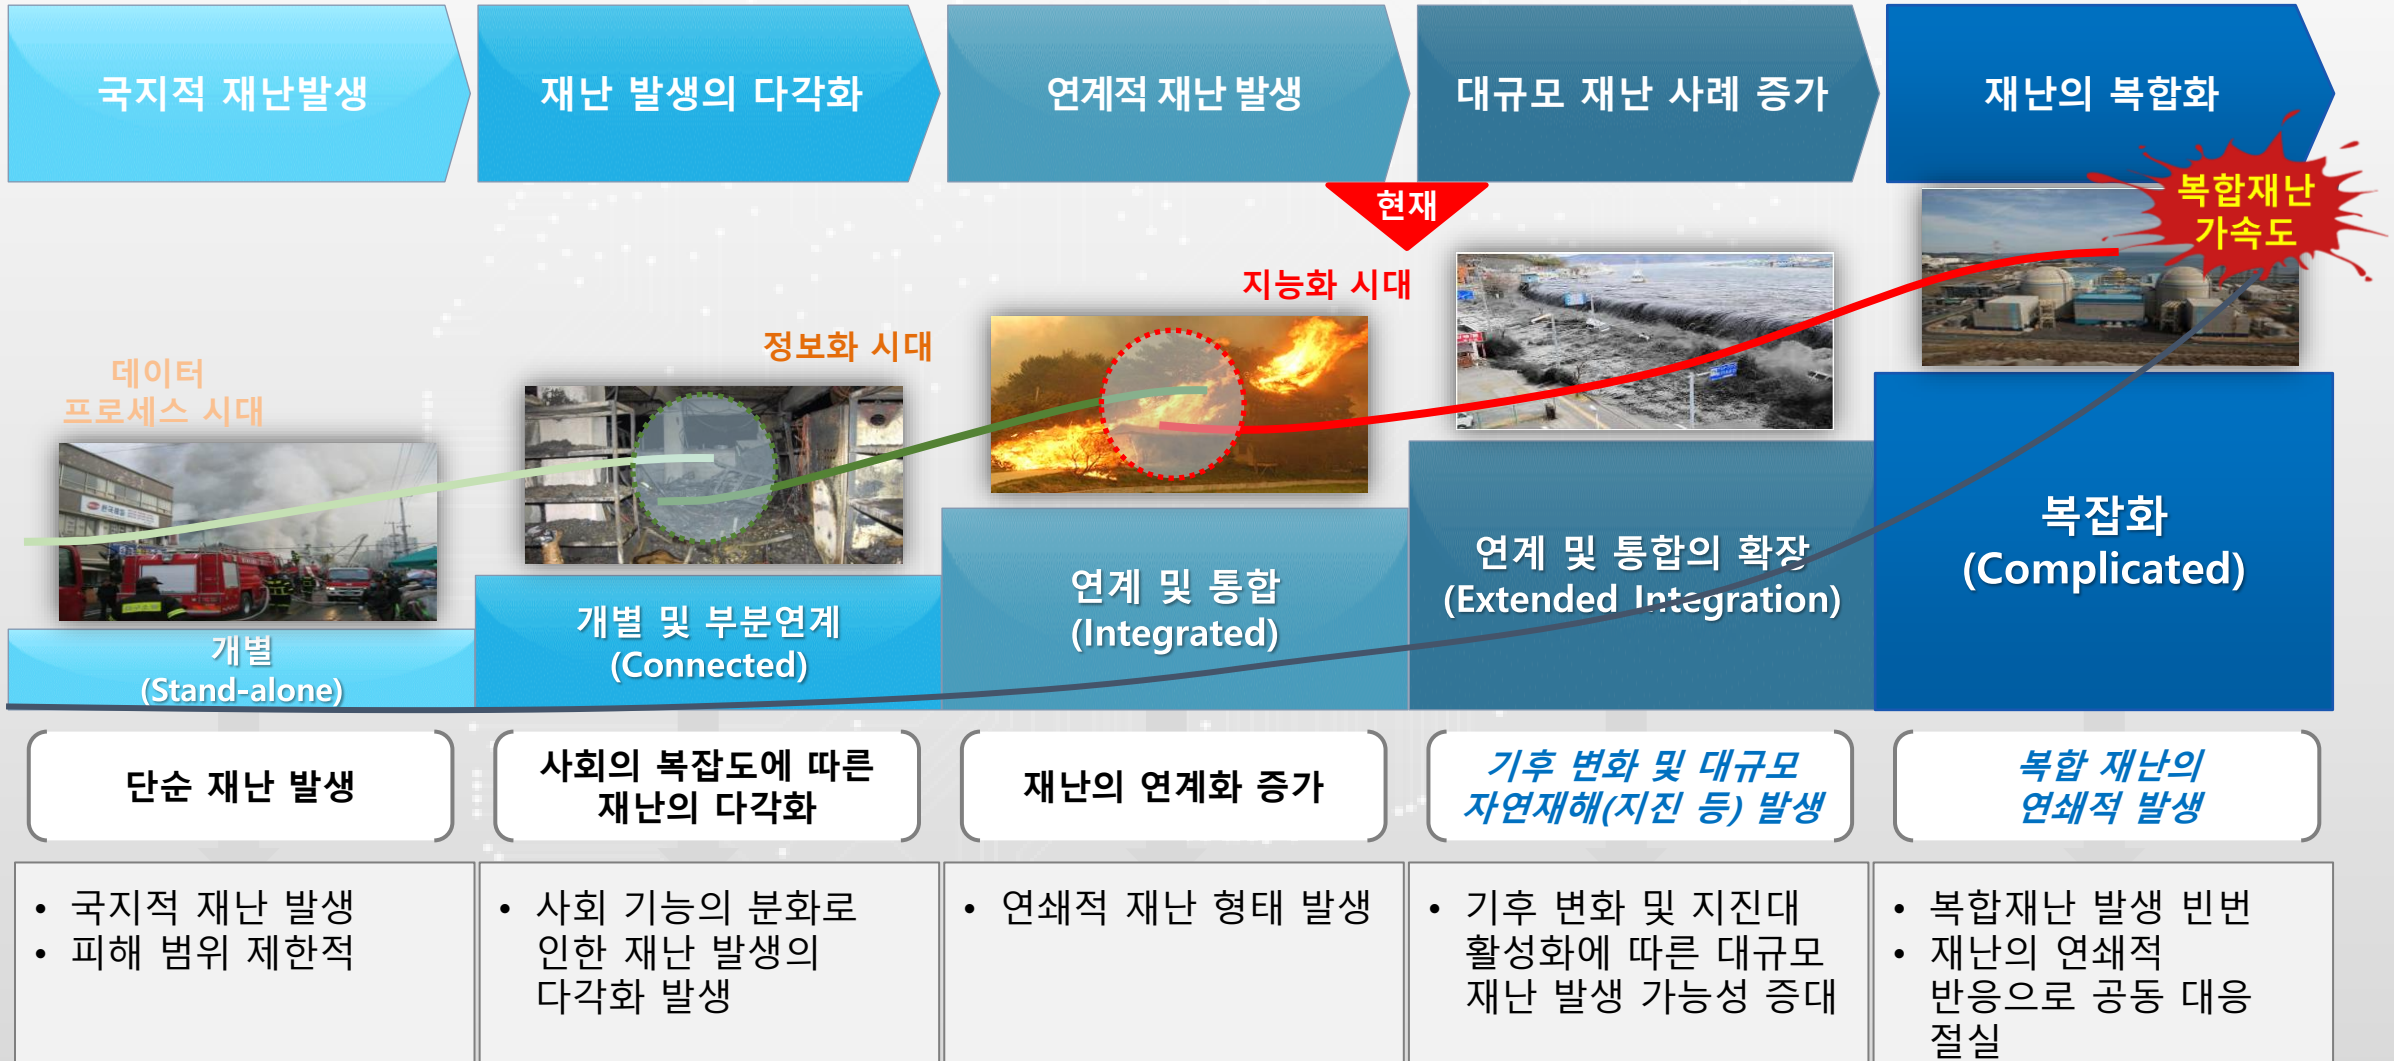 국지적 재난발생
재난 발생의 다각화
연계적 재난 발생
대규모 재난 사례 증가
재난의 복합화
현재
복합재난
가속도
지능화 시대
정보화 시대
데이터
프로세스 시대
개별
(Stand-alone)
개별 및 부분연계
(Connected)
연계 및 통합
(Integrated)
연계 및 통합의 확장
(Extended Integration)
복잡화
(Complicated)
단순 재난 발생
사회의 복잡도에 따른
재난의 다각화
재난의 연계화 증가
기후 변화 및 대규모
자연재해(지진 등) 발생
복합 재난의
연쇄적 발생
• 국지적 재난 발생
• 피해 범위 제한적
• 사회 기능의 분화로
인한 재난 발생의
다각화 발생
• 연쇄적 재난 형태 발생
• 기후 변화 및 지진대
활성화에 따른 대규모
재난 발생 가능성 증대
• 복합재난 발생 빈번
• 재난의 연쇄적
반응으로 공동 대응
절실